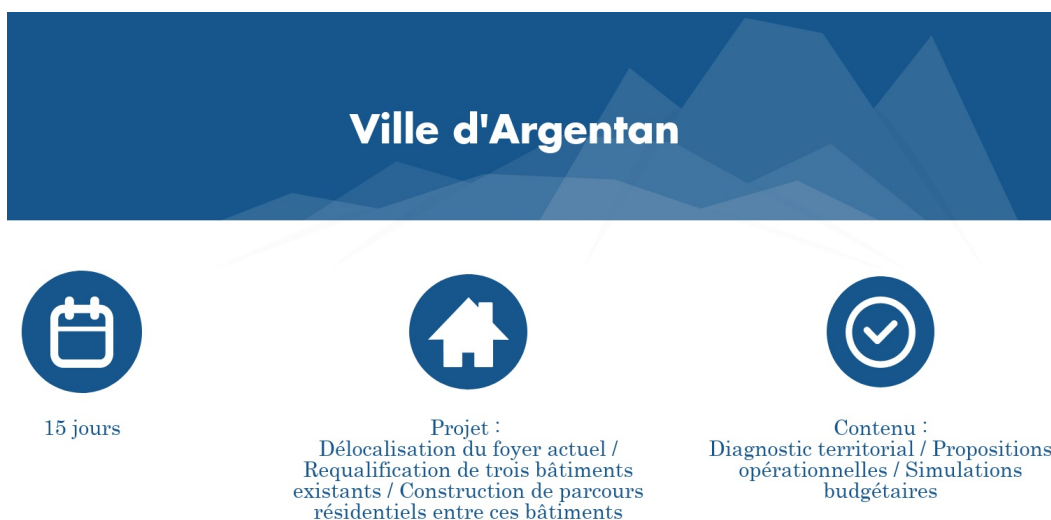 Ville d'Argentan
15 jours
Projet :
Délocalisation du foyer actuel /
Requalification de trois bâtiments
existants / Construction de parcours
résidentiels entre ces bâtiments
Contenu :
Diagnostic territorial / Propositions
opérationnelles / Simulations
budgétaires